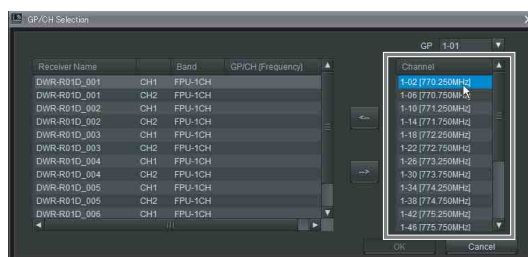 GP/CH Selection
GP 1-01
Receiver Name Band GP/CH [Frequency]
DWR-R01D_001 CH1 FPU-1CH
DWR-R01D_001 CH2 FPU-1CH
DWR-R01D_002 CH1 FPU-1CH
DWR-R01D_002 CH2 FPU-1CH
DWR-R01D_003 CH1 FPU-1CH
DWR-R01D_003 CH2 FPU-1CH
DWR-R01D_004 CH1 FPU-1CH
DWR-R01D_004 CH2 FPU-1CH
DWR-R01D_005 CH1 FPU-1CH
DWR-R01D_005 CH2 FPU-1CH
DWR-R01D_006 CH1 FPU-1CH
<--
-->
Channel
1-02 [770.250MHz]
1-06 [770.750MHz]
1-10 [771.250MHz]
1-14 [771.750MHz]
1-18 [772.250MHz]
1-22 [772.750MHz]
1-26 [773.250MHz]
1-30 [773.750MHz]
1-34 [774.250MHz]
1-38 [774.750MHz]
1-42 [775.250MHz]
1-46 [775.750MHz]
OK Cancel